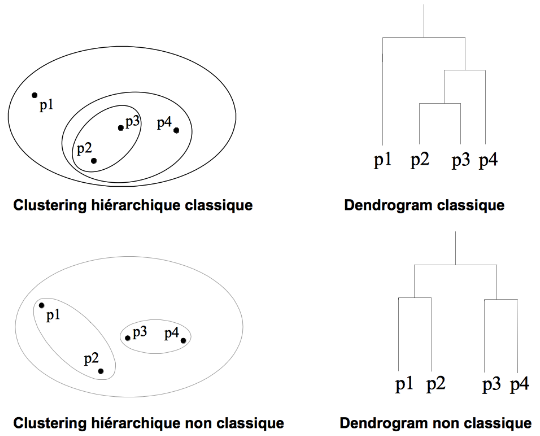 p1
p3
p4
p2
p1 p2 p3 p4
Clustering hiérarchique classique
Dendrogram classique
p1
p3 p4
p2
p1 p2 p3 p4
Clustering hiérarchique non classique
Dendrogram non classique